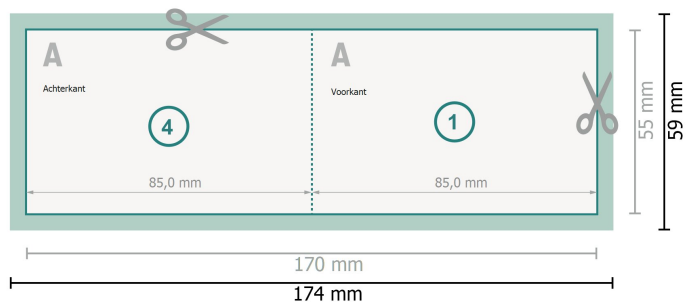 A
A
Achterkant
Voorkant
4
1
85,0 mm
85,0 mm
55 mm
59 mm
170 mm
174 mm